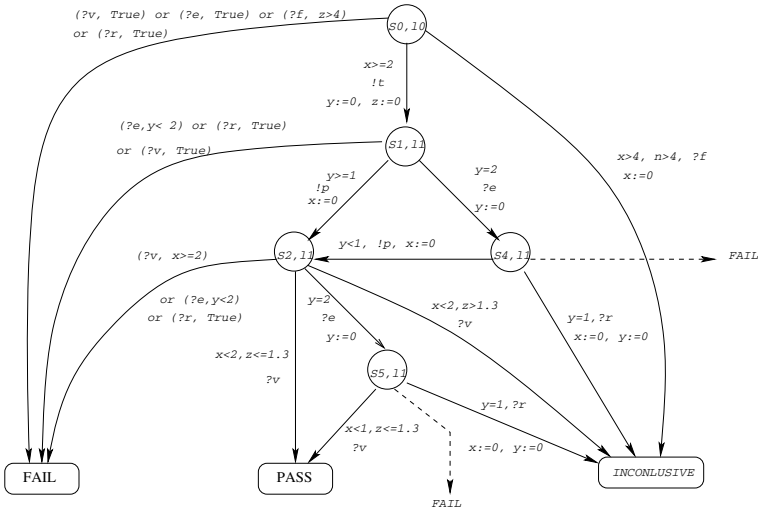 (?v, True) or (?e, True) or (?f, z>4)
or (?r, True)
S0,l0
x>=2
!t
y:=0, z:=0
(?e,y< 2) or (?r, True)
or (?v, True)
S1,l1
x>4, n>4, ?f
x:=0
y>=1
!p
x:=0
y=2
?e
y:=0
(?v, x>=2)
S2,l1
y<1, !p, x:=0
S4,l1
FAIL
or (?e,y<2)
or (?r, True)
y=2
?e
y:=0
x<2,z>1.3
?v
y=1,?r
x:=0, y:=0
x<2,z<=1.3
?v
S5,l1
y=1,?r
x<1,z<=1.3
?v
x:=0, y:=0
FAIL
PASS
INCONLUSIVE
FAIL